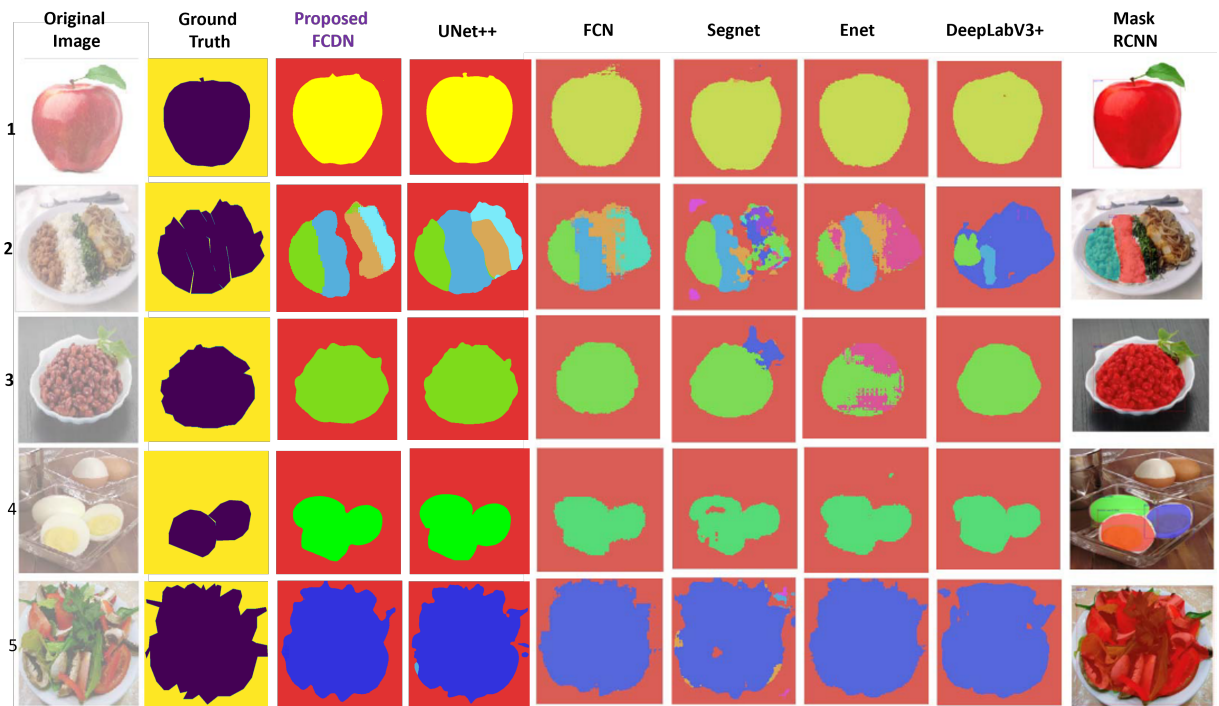 Original Image
Ground Truth
Proposed FCDN
UNet++
FCN
Segnet
Enet
DeepLabV3+
Mask RCNN
1
2
3
4
5